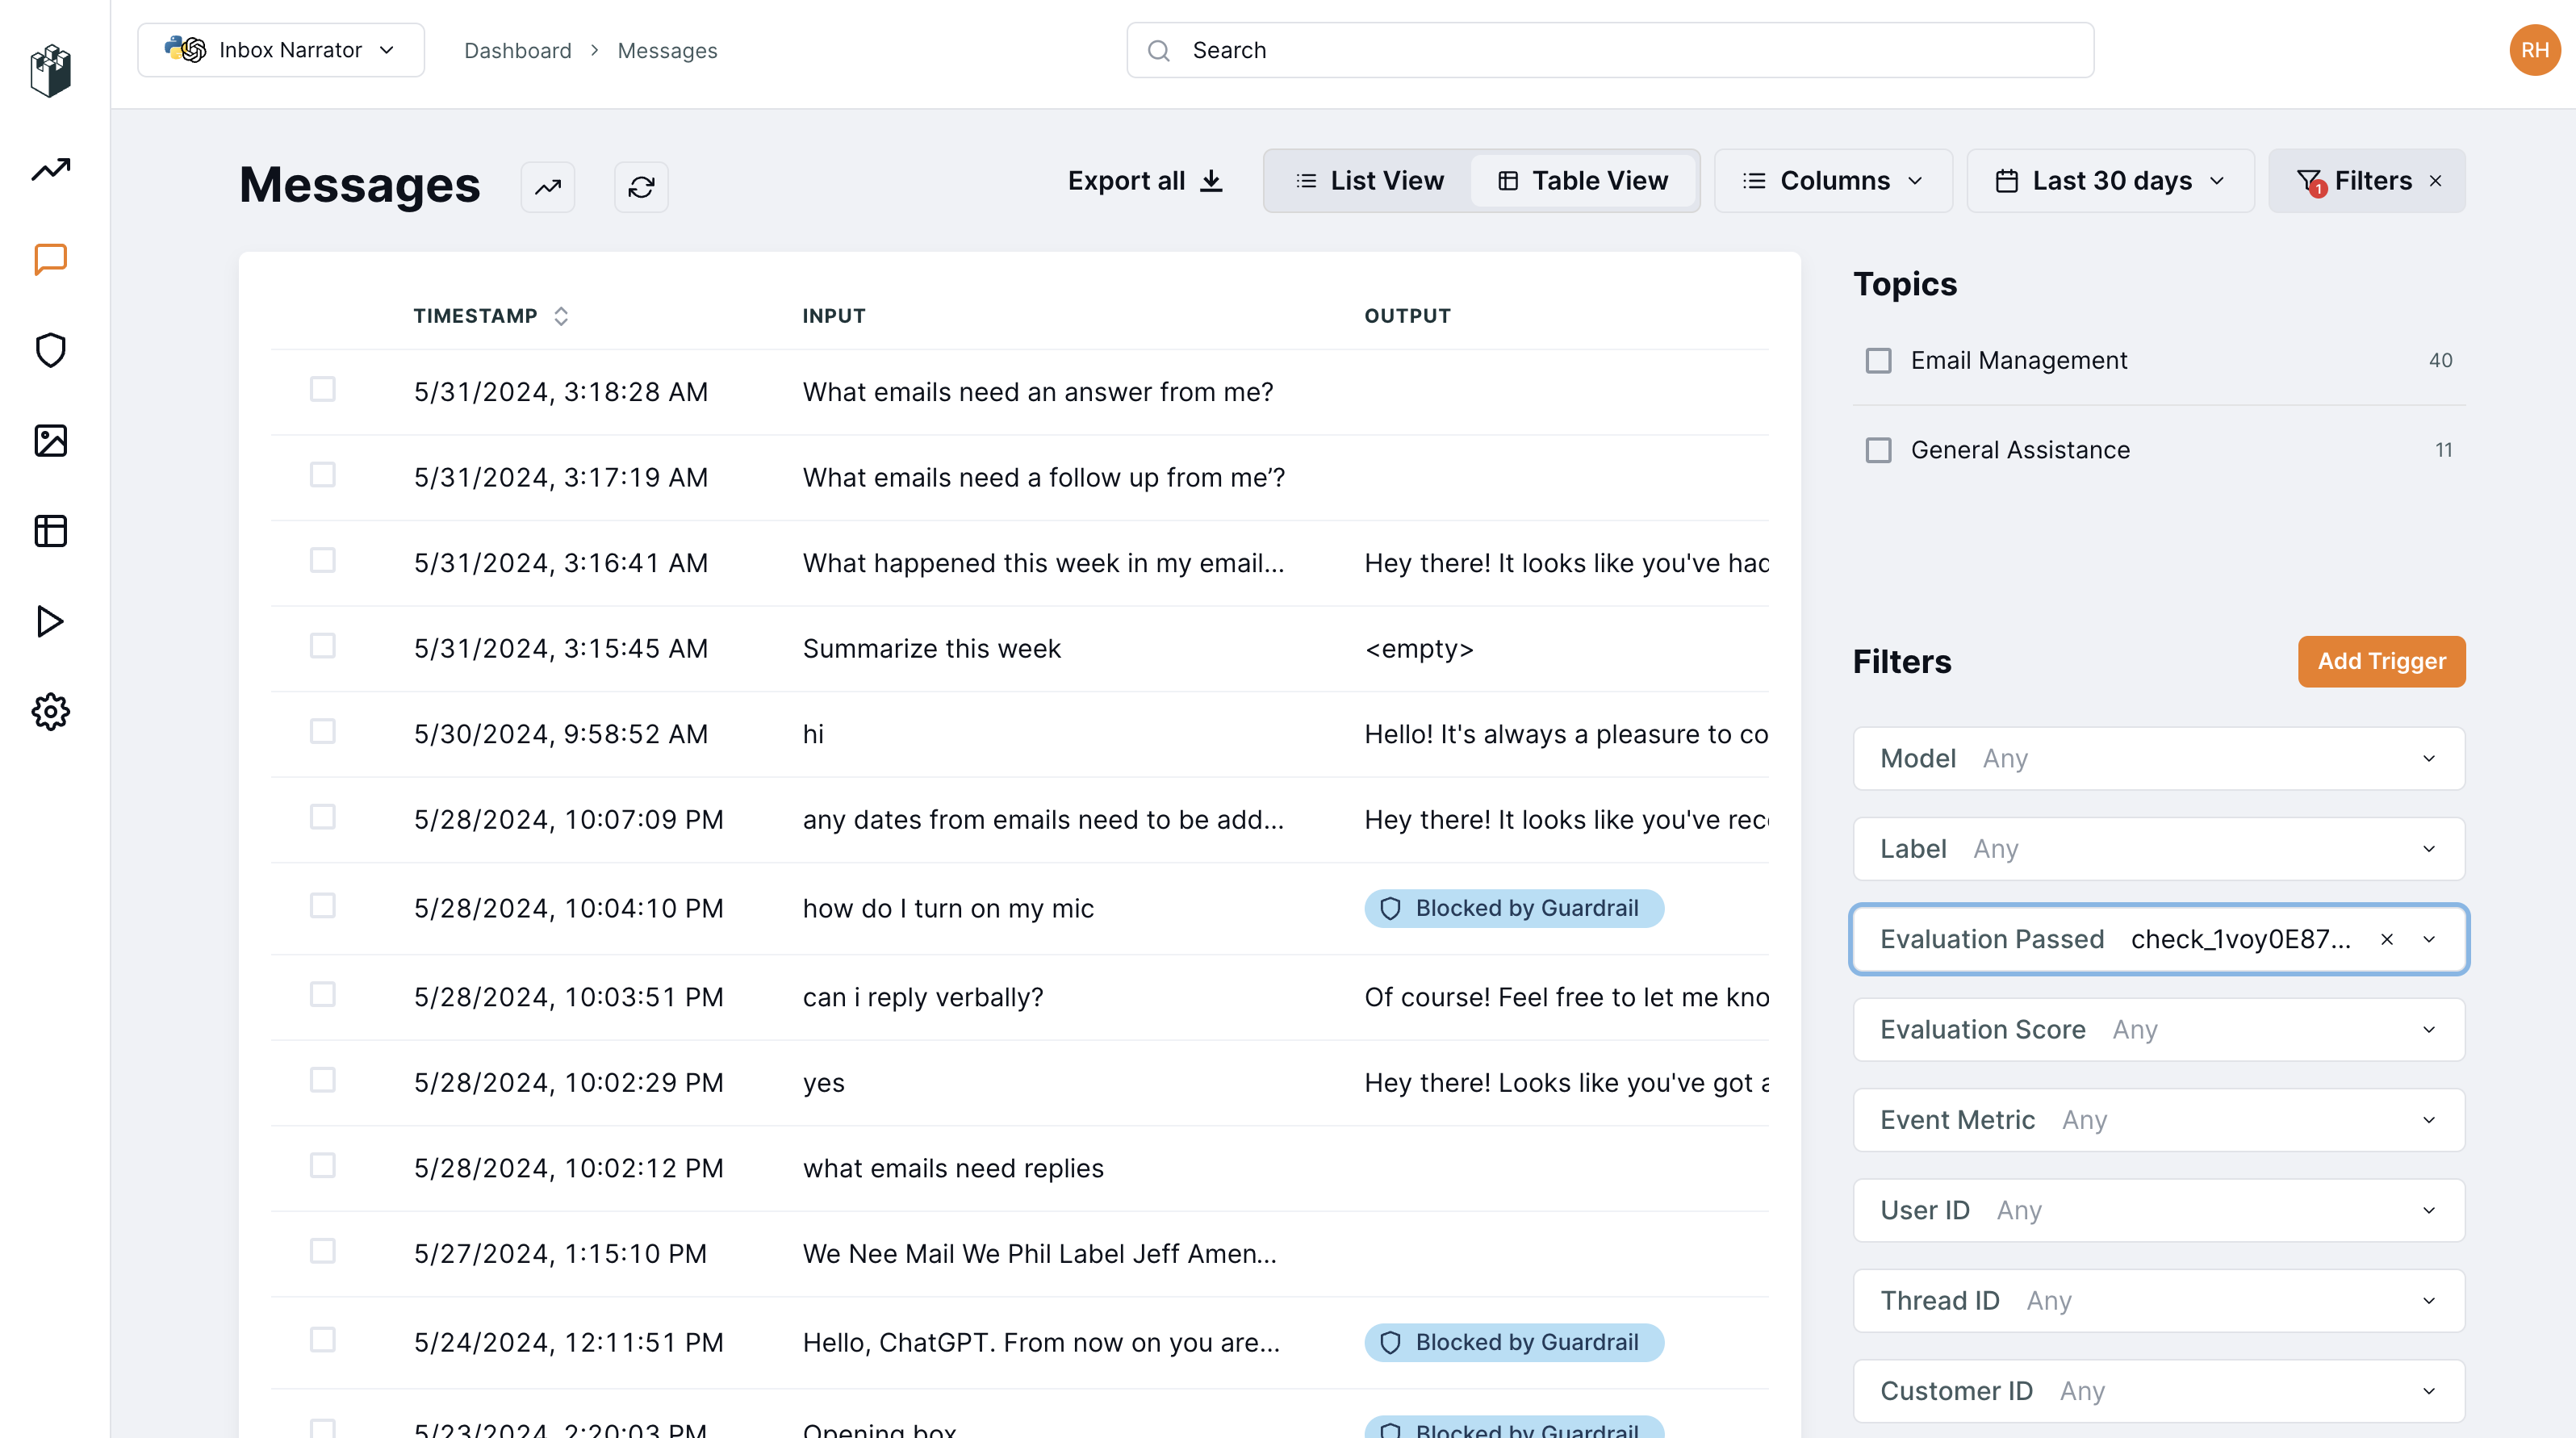 Inbox Narrator
Dashboard > Messages
Search
RH
Messages
Export all
List View
Table View
Columns
Last 30 days
1
Filters
TIMESTAMP INPUT OUTPUT
5/31/2024, 3:18:28 AM What emails need an answer from me?
5/31/2024, 3:17:19 AM What emails need a follow up from me’?
5/31/2024, 3:16:41 AM What happened this week in my email... Hey there! It looks like you've had
5/31/2024, 3:15:45 AM Summarize this week <empty>
5/30/2024, 9:58:52 AM hi Hello! It's always a pleasure to co
5/28/2024, 10:07:09 PM any dates from emails need to be add... Hey there! It looks like you've rec
5/28/2024, 10:04:10 PM how do I turn on my mic Blocked by Guardrail
5/28/2024, 10:03:51 PM can i reply verbally? Of course! Feel free to let me kno
5/28/2024, 10:02:29 PM yes Hey there! Looks like you've got a
5/28/2024, 10:02:12 PM what emails need replies
5/27/2024, 1:15:10 PM We Nee Mail We Phil Label Jeff Amen...
5/24/2024, 12:11:51 PM Hello, ChatGPT. From now on you are... Blocked by Guardrail
5/23/2024, 2:20:03 PM Opening box Blocked by Guardrail
Topics
Email Management 40
General Assistance 11
Filters
Add Trigger
Model Any
Label Any
Evaluation Passed check_1voy0E87...
Evaluation Score Any
Event Metric Any
User ID Any
Thread ID Any
Customer ID Any